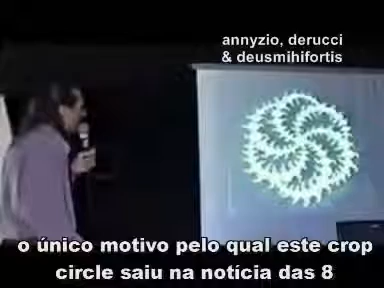 annyzio, derucci
& deusmihifortis
o único motivo pelo qual este crop
circle saiu na notícia das 8